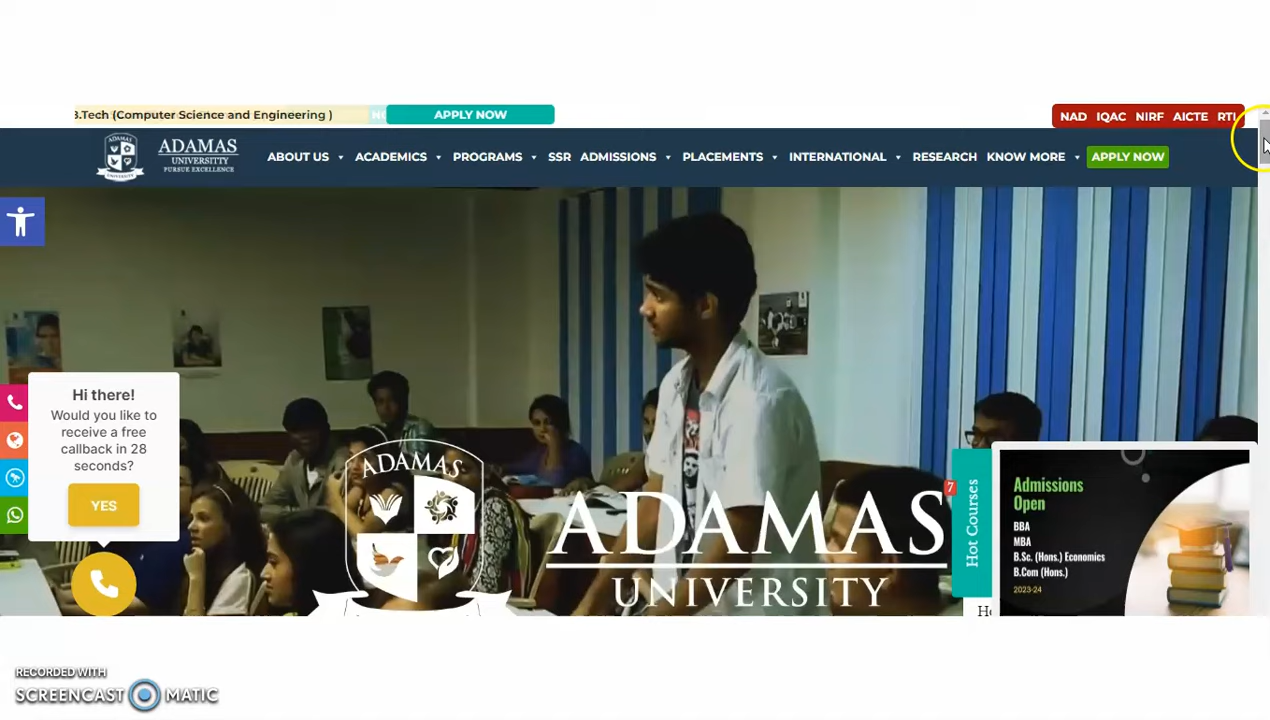 B.Tech (Computer Science and Engineering )
APPLY NOW
NAD IQAC NIRF AICTE RTI
ADAMAS
UNIVERSITTY
PURSUE EXCELLENCE
ABOUT US ACADEMICS PROGRAMS SSR ADMISSIONS PLACEMENTS INTERNATIONAL RESEARCH KNOW MORE APPLY NOW
Hi there!
Would you like to
receive a free
callback in 28
seconds?
YES
ADAMAS
ADAMAS
UNIVERSITY
7
Hot Courses
Admissions
Open
BBA
MBA
B.Sc. (Hons.) Economics
B.Com (Hons.)
2023-24
RECORDED WITH
SCREENCAST MATIC